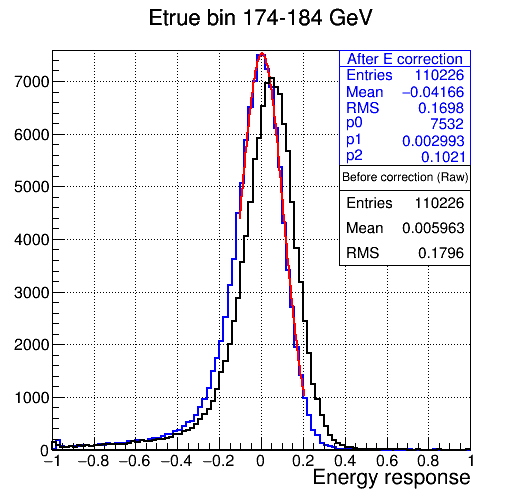 Etrue bin 174-184 GeV
After E correction
Entries 110226
Mean −0.04166
RMS 0.1698
p0 7532
p1 0.002993
p2 0.1021
Before correction (Raw)
Entries 110226
Mean 0.005963
RMS 0.1796
7000
6000
5000
4000
3000
2000
1000
0
−1 −0.8 −0.6 −0.4 −0.2 0 0.2 0.4 0.6 0.8 1
Energy response